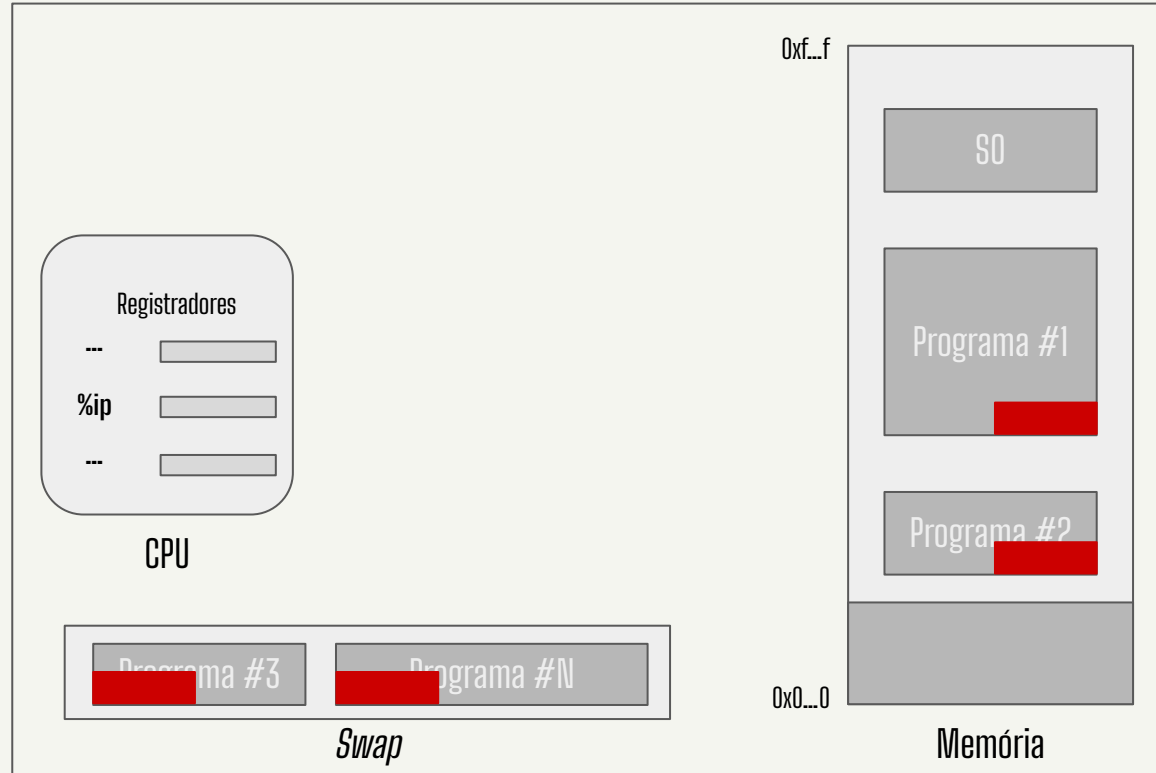 0xf...f
SO
Registradores
---
%ip
---
CPU
Programa #1
Programa #2
Programa #3
Programa #N
Swap
0x0...0
Memória